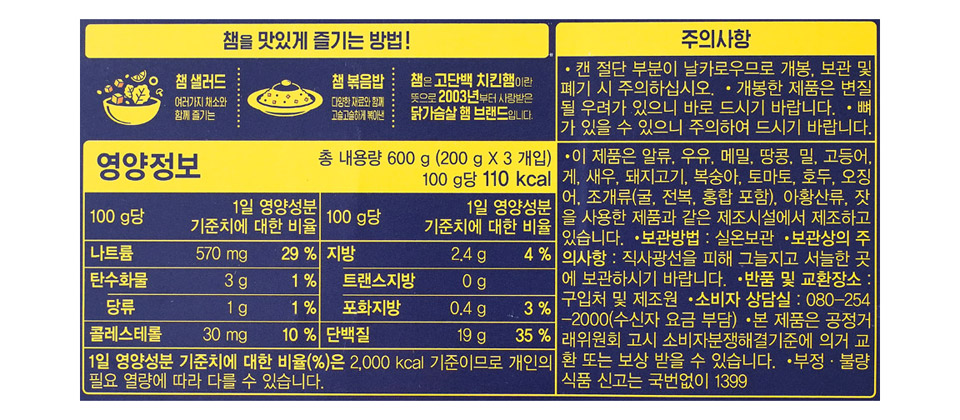 챔을 맛있게 즐기는 방법!
챔 샐러드
여러가지 채소와
함께 즐기는
챔 볶음밥
다양한 재료와 함께
고슬고슬하게 볶아낸
챔은 고단백 치킨햄이란
뜻으로 2003년부터 사랑받은
닭가슴살 햄 브랜드입니다.
영양정보
총 내용량 600 g (200 g X 3 개입)
100 g당 110 kcal
100 g당 1일 영양성분 기준치에 대한 비율 100 g당 1일 영양성분 기준치에 대한 비율
나트륨 570 mg 29 % 지방 2.4 g 4 %
탄수화물 3 g 1 % 트랜스지방 0 g
당류 1 g 1 % 포화지방 0.4 g 3 %
콜레스테롤 30 mg 10 % 단백질 19 g 35 %
1일 영양성분 기준치에 대한 비율(%)은 2,000 kcal 기준이므로 개인의
필요 열량에 따라 다를 수 있습니다.
주의사항
• 캔 절단 부분이 날카로우므로 개봉, 보관 및
폐기 시 주의하십시오. • 개봉한 제품은 변질
될 우려가 있으니 바로 드시기 바랍니다. • 뼈
가 있을 수 있으니 주의하여 드시기 바랍니다.
•이 제품은 알류, 우유, 메밀, 땅콩, 밀, 고등어,
게, 새우, 돼지고기, 복숭아, 토마토, 호두, 오징
어, 조개류(굴, 전복, 홍합 포함), 아황산류, 잣
을 사용한 제품과 같은 제조시설에서 제조하고
있습니다. •보관방법 : 실온보관 •보관상의 주
의사항 : 직사광선을 피해 그늘지고 서늘한 곳
에 보관하시기 바랍니다. •반품 및 교환장소 :
구입처 및 제조원 •소비자 상담실 : 080-254
-2000(수신자 요금 부담) •본 제품은 공정거
래위원회 고시 소비자분쟁해결기준에 의거 교
환 또는 보상 받을 수 있습니다. •부정 · 불량
식품 신고는 국번없이 1399